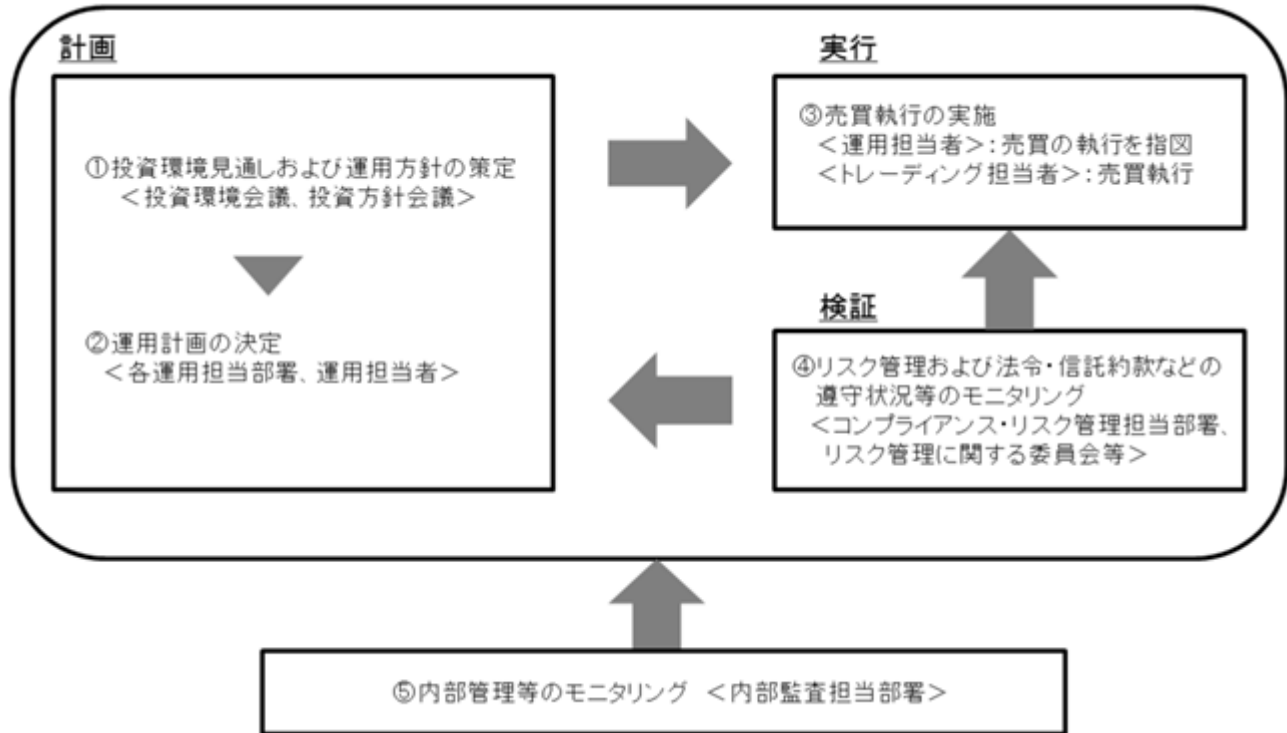 計画
①投資環境見通しおよび運用方針の策定
＜投資環境会議、投資方針会議＞
②運用計画の決定
＜各運用担当部署、運用担当者＞
実行
③売買執行の実施
＜運用担当者＞：売買の執行を指図
＜トレーディング担当者＞：売買執行
検証
④リスク管理および法令・信託約款などの
遵守状況等のモニタリング
＜コンプライアンス・リスク管理担当部署、
リスク管理に関する委員会等＞
⑤内部管理等のモニタリング ＜内部監査担当部署＞